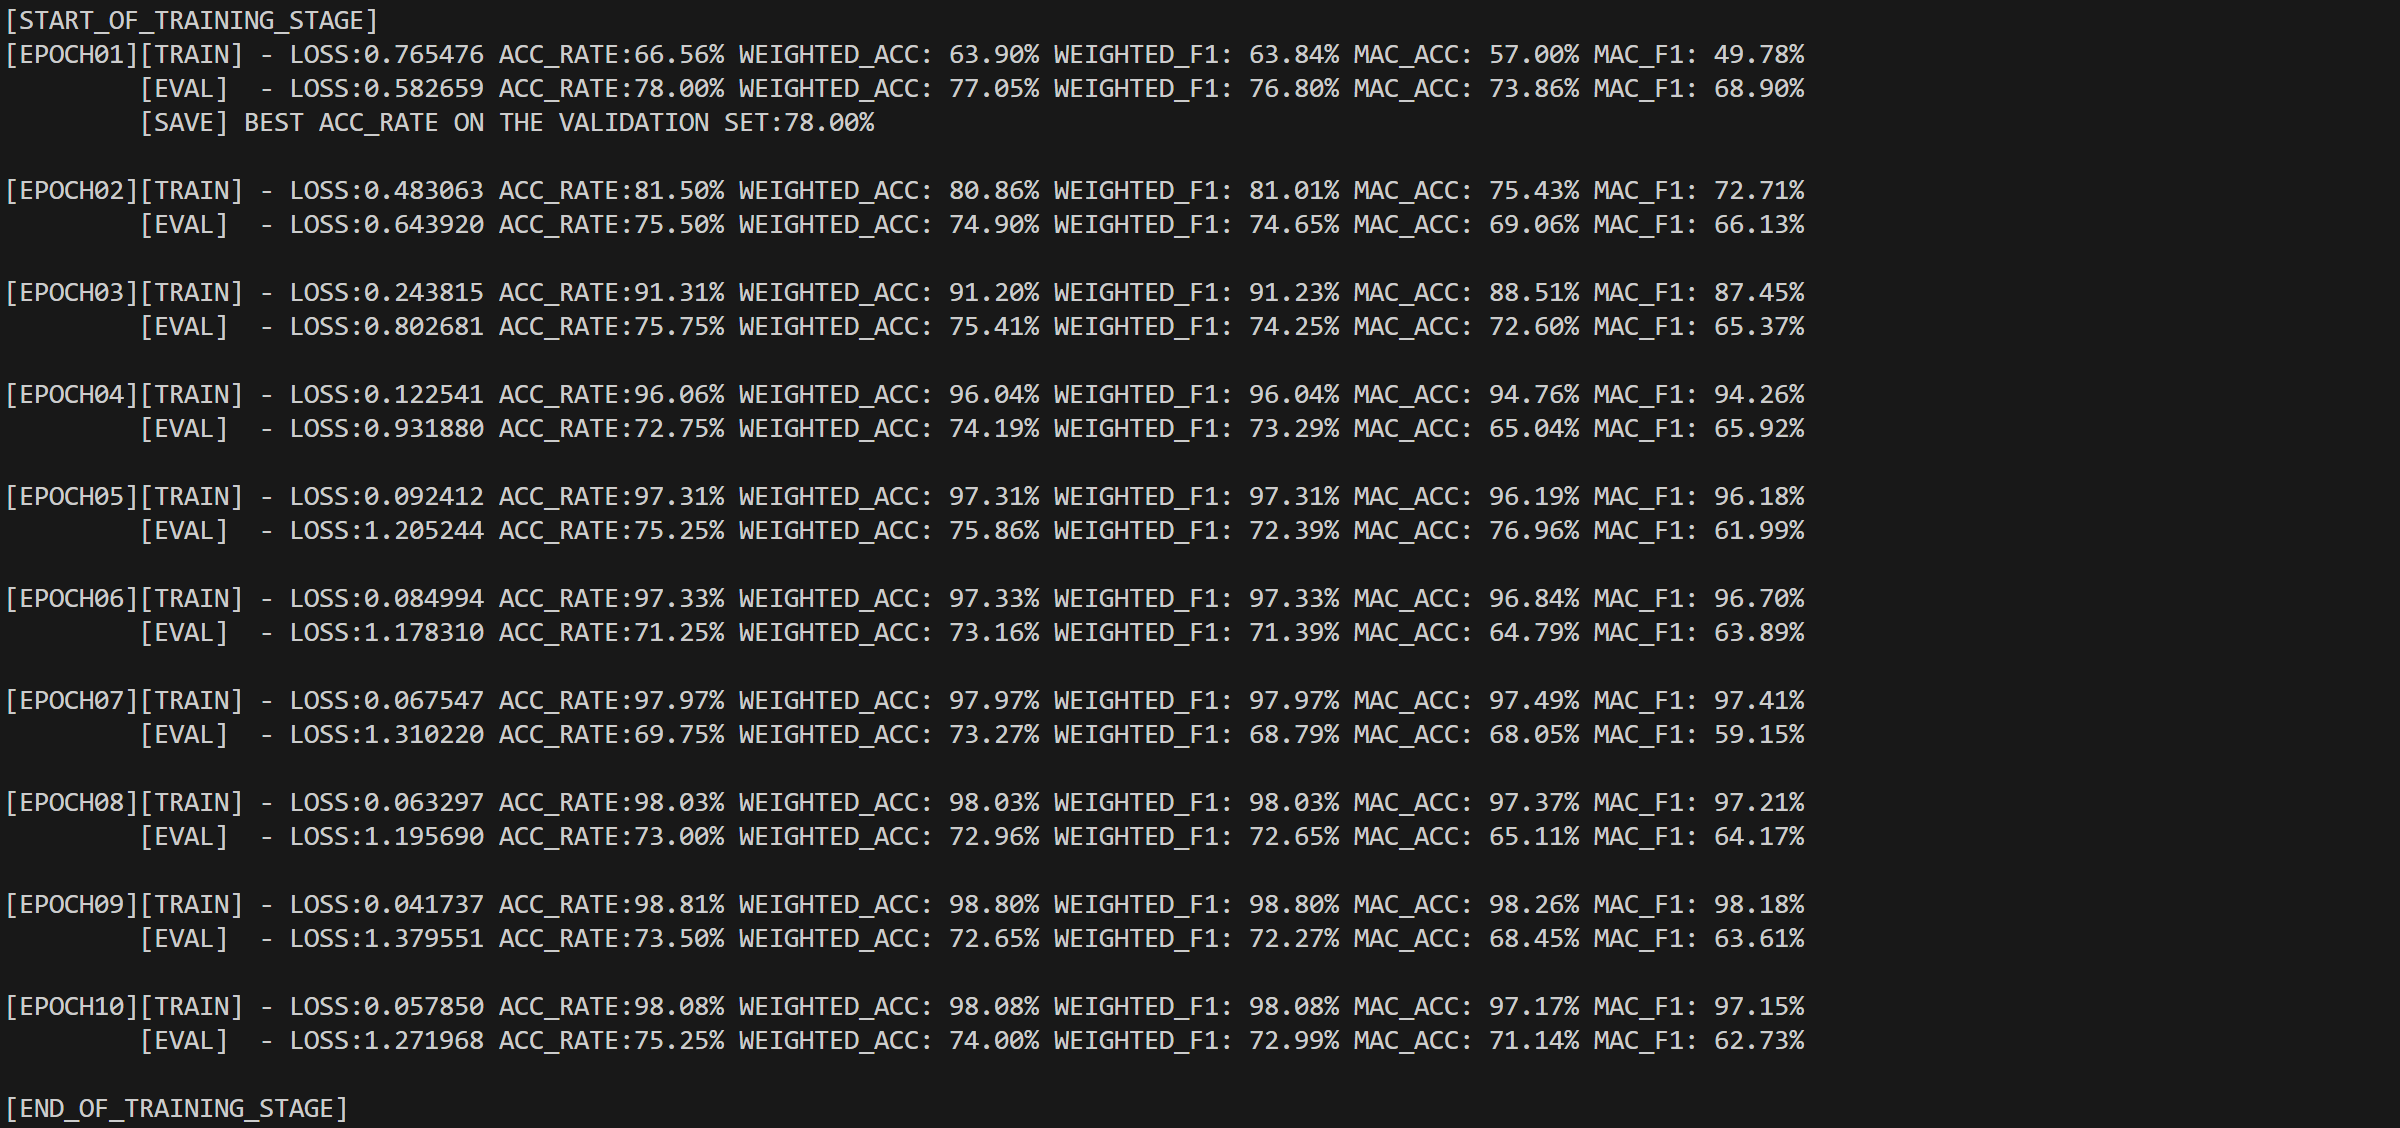 [START_OF_TRAINING_STAGE]
[EPOCH01][TRAIN] - LOSS:0.765476 ACC_RATE:66.56% WEIGHTED_ACC: 63.90% WEIGHTED_F1: 63.84% MAC_ACC: 57.00% MAC_F1: 49.78%
[EVAL]  - LOSS:0.582659 ACC_RATE:78.00% WEIGHTED_ACC: 77.05% WEIGHTED_F1: 76.80% MAC_ACC: 73.86% MAC_F1: 68.90%
[SAVE] BEST ACC_RATE ON THE VALIDATION SET:78.00%
[EPOCH02][TRAIN] - LOSS:0.483063 ACC_RATE:81.50% WEIGHTED_ACC: 80.86% WEIGHTED_F1: 81.01% MAC_ACC: 75.43% MAC_F1: 72.71%
[EVAL]  - LOSS:0.643920 ACC_RATE:75.50% WEIGHTED_ACC: 74.90% WEIGHTED_F1: 74.65% MAC_ACC: 69.06% MAC_F1: 66.13%
[EPOCH03][TRAIN] - LOSS:0.243815 ACC_RATE:91.31% WEIGHTED_ACC: 91.20% WEIGHTED_F1: 91.23% MAC_ACC: 88.51% MAC_F1: 87.45%
[EVAL]  - LOSS:0.802681 ACC_RATE:75.75% WEIGHTED_ACC: 75.41% WEIGHTED_F1: 74.25% MAC_ACC: 72.60% MAC_F1: 65.37%
[EPOCH04][TRAIN] - LOSS:0.122541 ACC_RATE:96.06% WEIGHTED_ACC: 96.04% WEIGHTED_F1: 96.04% MAC_ACC: 94.76% MAC_F1: 94.26%
[EVAL]  - LOSS:0.931880 ACC_RATE:72.75% WEIGHTED_ACC: 74.19% WEIGHTED_F1: 73.29% MAC_ACC: 65.04% MAC_F1: 65.92%
[EPOCH05][TRAIN] - LOSS:0.092412 ACC_RATE:97.31% WEIGHTED_ACC: 97.31% WEIGHTED_F1: 97.31% MAC_ACC: 96.19% MAC_F1: 96.18%
[EVAL]  - LOSS:1.205244 ACC_RATE:75.25% WEIGHTED_ACC: 75.86% WEIGHTED_F1: 72.39% MAC_ACC: 76.96% MAC_F1: 61.99%
[EPOCH06][TRAIN] - LOSS:0.084994 ACC_RATE:97.33% WEIGHTED_ACC: 97.33% WEIGHTED_F1: 97.33% MAC_ACC: 96.84% MAC_F1: 96.70%
[EVAL]  - LOSS:1.178310 ACC_RATE:71.25% WEIGHTED_ACC: 73.16% WEIGHTED_F1: 71.39% MAC_ACC: 64.79% MAC_F1: 63.89%
[EPOCH07][TRAIN] - LOSS:0.067547 ACC_RATE:97.97% WEIGHTED_ACC: 97.97% WEIGHTED_F1: 97.97% MAC_ACC: 97.49% MAC_F1: 97.41%
[EVAL]  - LOSS:1.310220 ACC_RATE:69.75% WEIGHTED_ACC: 73.27% WEIGHTED_F1: 68.79% MAC_ACC: 68.05% MAC_F1: 59.15%
[EPOCH08][TRAIN] - LOSS:0.063297 ACC_RATE:98.03% WEIGHTED_ACC: 98.03% WEIGHTED_F1: 98.03% MAC_ACC: 97.37% MAC_F1: 97.21%
[EVAL]  - LOSS:1.195690 ACC_RATE:73.00% WEIGHTED_ACC: 72.96% WEIGHTED_F1: 72.65% MAC_ACC: 65.11% MAC_F1: 64.17%
[EPOCH09][TRAIN] - LOSS:0.041737 ACC_RATE:98.81% WEIGHTED_ACC: 98.80% WEIGHTED_F1: 98.80% MAC_ACC: 98.26% MAC_F1: 98.18%
[EVAL]  - LOSS:1.379551 ACC_RATE:73.50% WEIGHTED_ACC: 72.65% WEIGHTED_F1: 72.27% MAC_ACC: 68.45% MAC_F1: 63.61%
[EPOCH10][TRAIN] - LOSS:0.057850 ACC_RATE:98.08% WEIGHTED_ACC: 98.08% WEIGHTED_F1: 98.08% MAC_ACC: 97.17% MAC_F1: 97.15%
[EVAL]  - LOSS:1.271968 ACC_RATE:75.25% WEIGHTED_ACC: 74.00% WEIGHTED_F1: 72.99% MAC_ACC: 71.14% MAC_F1: 62.73%
[END_OF_TRAINING_STAGE]